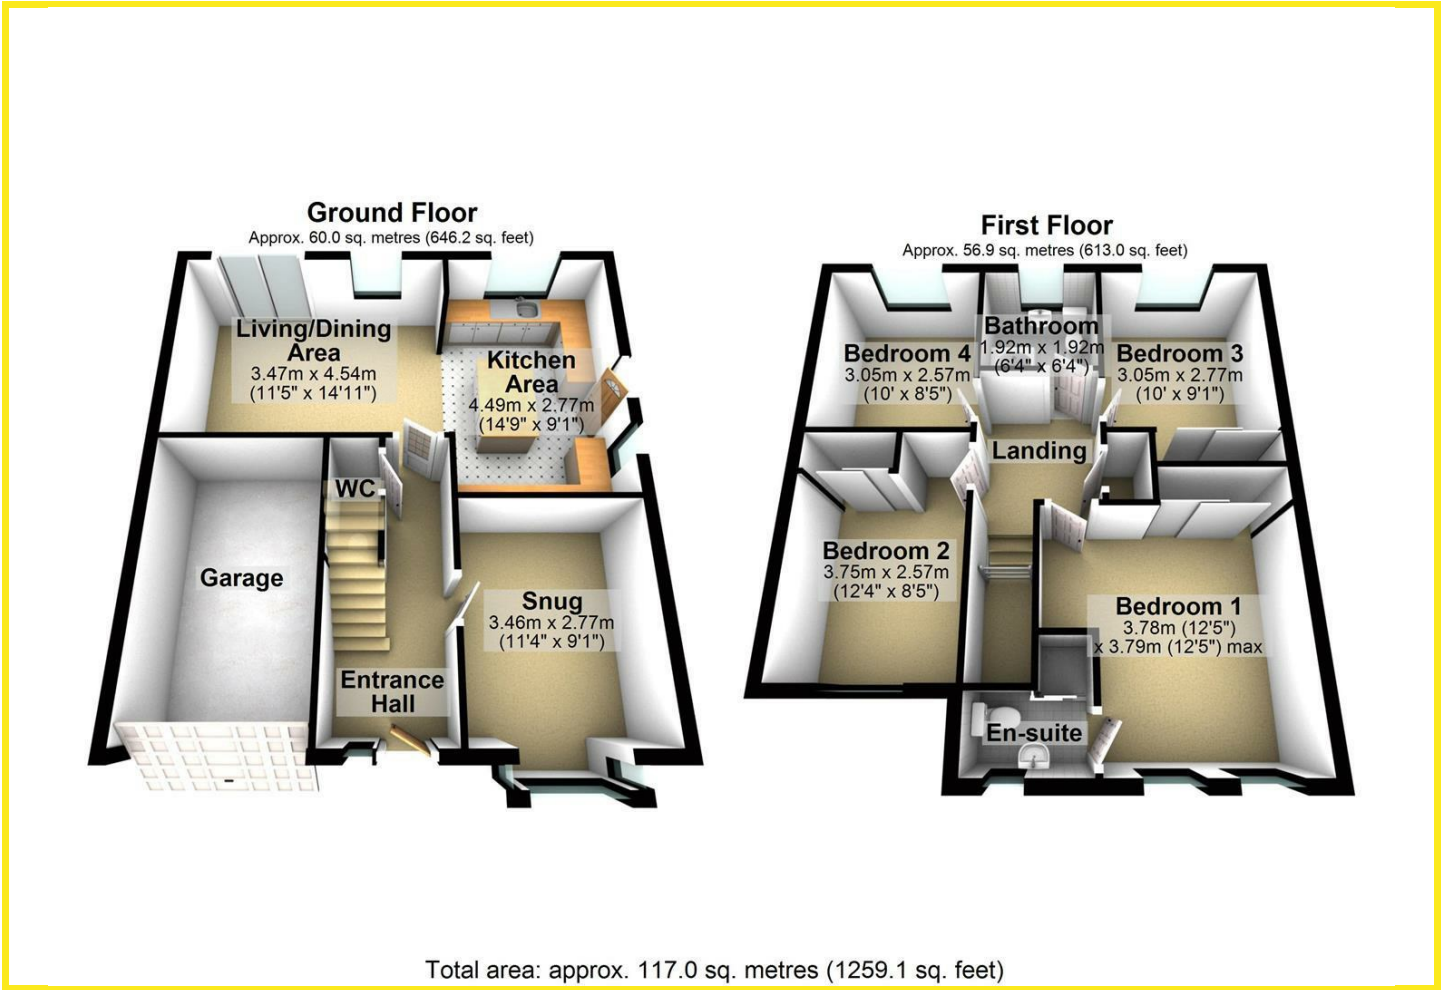 Ground Floor
Approx. 60.0 sq. metres (646.2 sq. feet)
Living/Dining
Area
3.47m x 4.54m
(11'5" x 14'11")
Kitchen
Area
4.49m x 2.77m
(14'9" x 9'1")
WC
Garage
Snug
3.46m x 2.77m
(11'4" x 9'1")
Entrance
Hall
First Floor
Approx. 56.9 sq. metres (613.0 sq. feet)
Bedroom 4
3.05m x 2.57m
(10' x 8'5")
Bathroom
1.92m x 1.92m
(6'4" x 6'4")
Bedroom 3
3.05m x 2.77m
(10' x 9'1")
Landing
Bedroom 2
3.75m x 2.57m
(12'4" x 8'5")
Bedroom 1
3.78m (12'5")
x 3.79m (12'5") max
En-suite
Total area: approx. 117.0 sq. metres (1259.1 sq. feet)